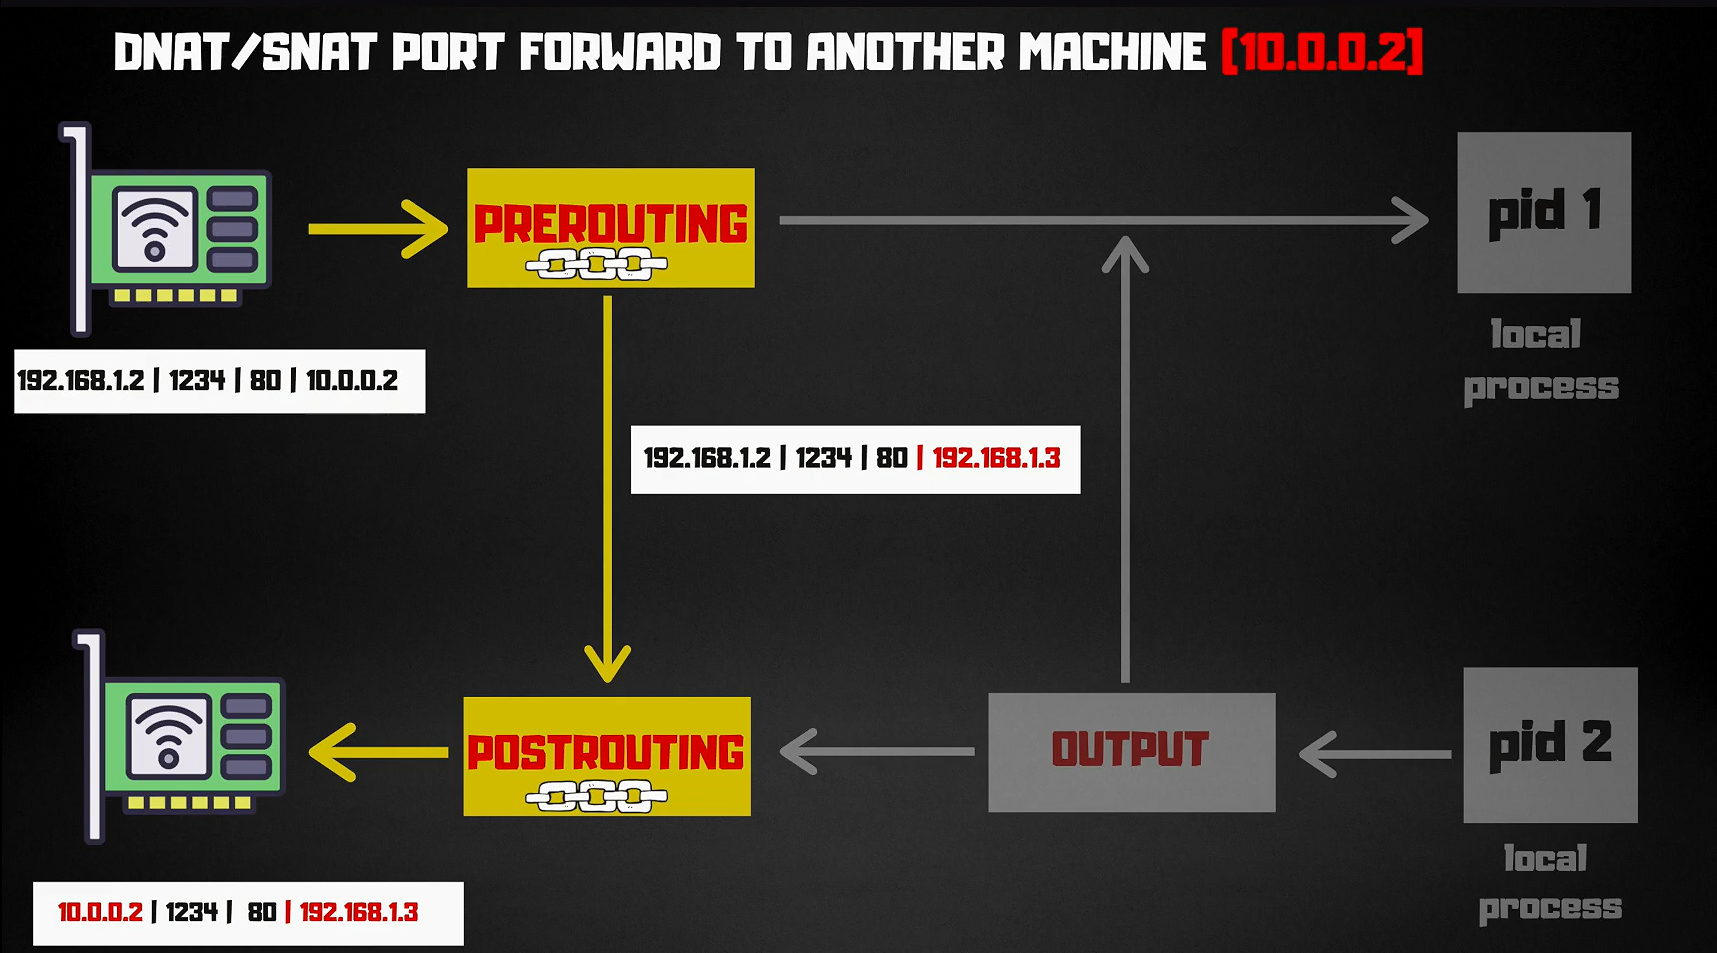 DNAT/SNAT PORT FORWARD TO ANOTHER MACHINE [10.0.0.2]
PREROUTING
pid 1
local
process
192.168.1.2 | 1234 | 80 | 10.0.0.2
192.168.1.2 | 1234 | 80 | 192.168.1.3
POSTROUTING
OUTPUT
pid 2
local
process
10.0.0.2 | 1234 | 80 | 192.168.1.3